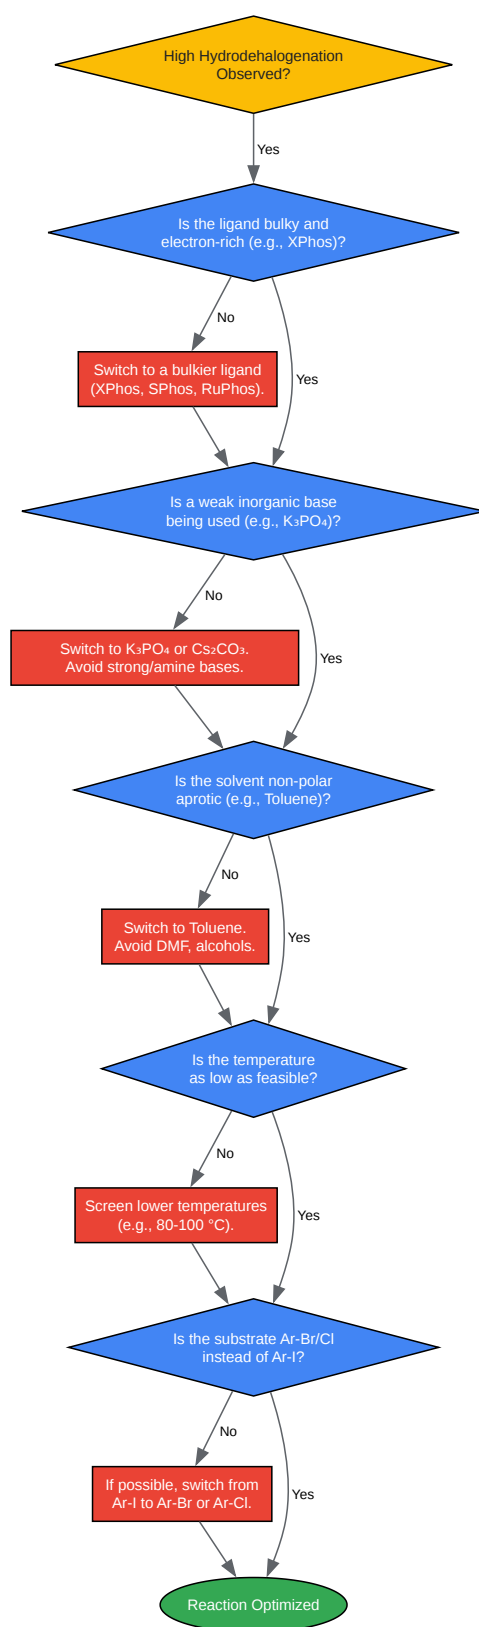 High Hydrodehalogenation
Observed?
Yes
Is the ligand bulky and
electron-rich (e.g., XPhos)?
No
Switch to a bulkier ligand
(XPhos, SPhos, RuPhos).
Yes
Is a weak inorganic base
being used (e.g., K₃PO₄)?
No
Switch to K₃PO₄ or Cs₂CO₃.
Avoid strong/amine bases.
Yes
Is the solvent non-polar
aprotic (e.g., Toluene)?
No
Switch to Toluene.
Avoid DMF, alcohols.
Yes
Is the temperature
as low as feasible?
No
Screen lower temperatures
(e.g., 80-100 °C).
Yes
Is the substrate Ar-Br/Cl
instead of Ar-I?
No
If possible, switch from
Ar-I to Ar-Br or Ar-Cl.
Yes
Reaction Optimized